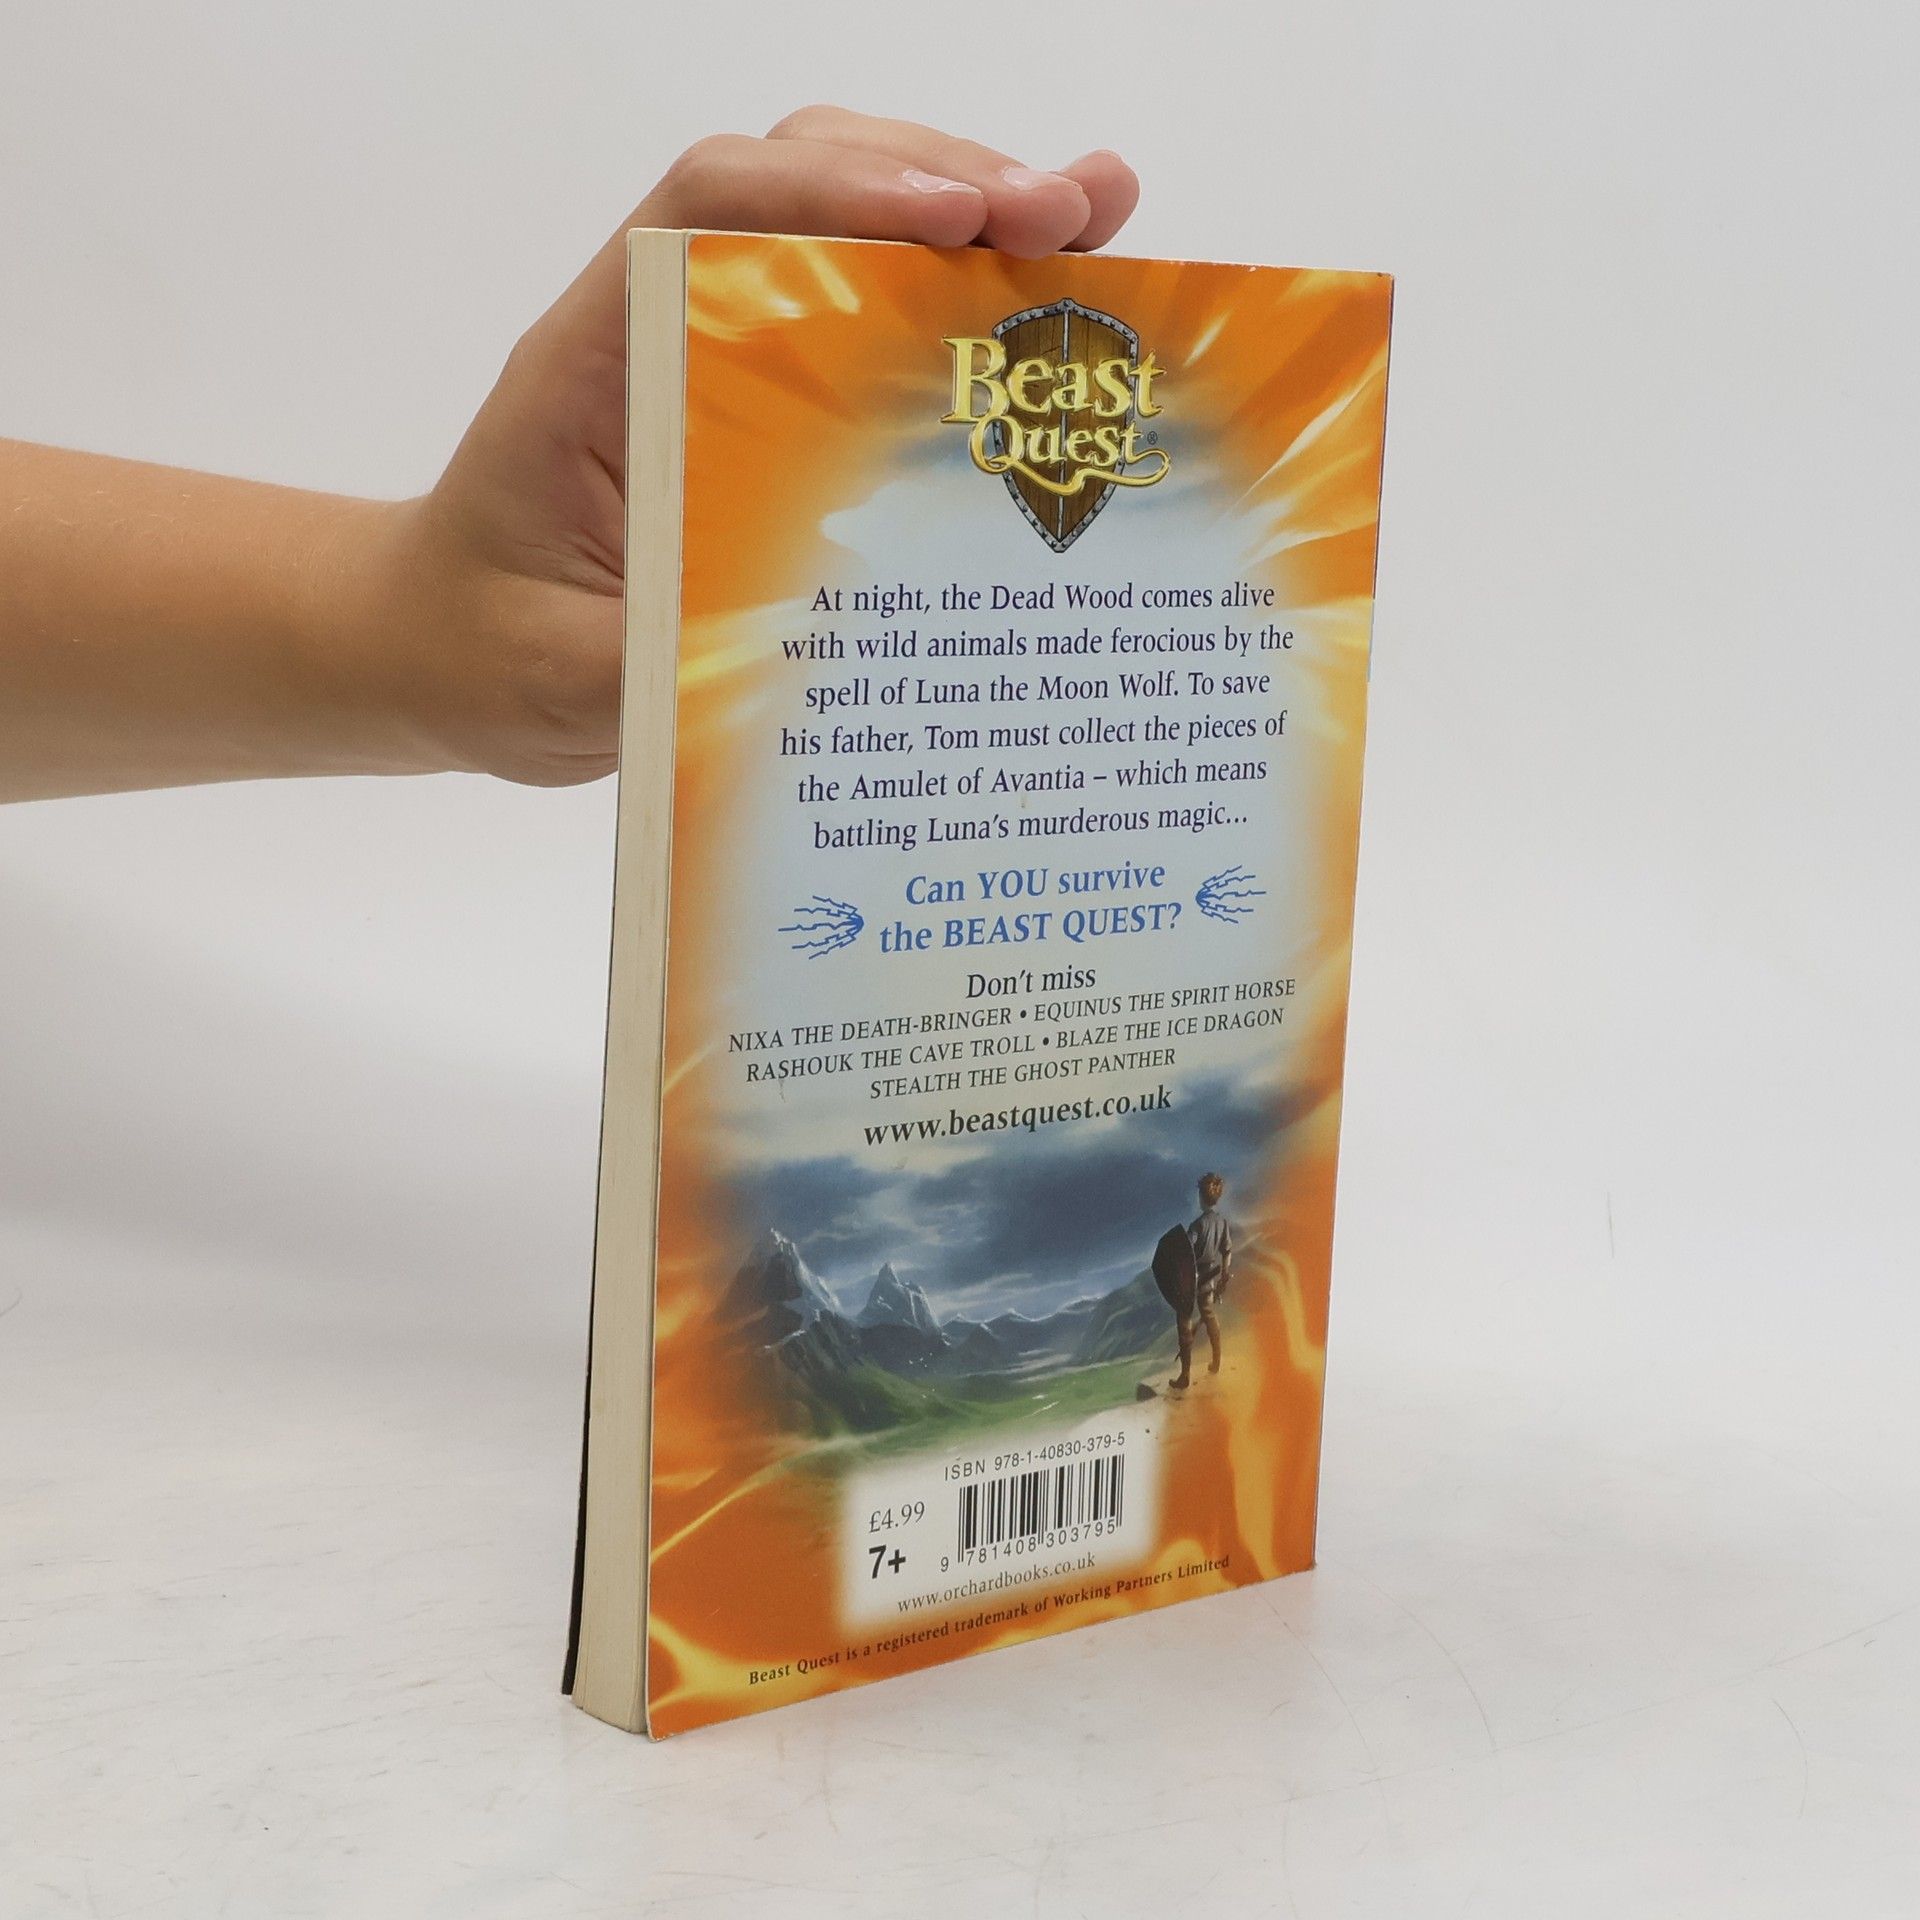 Beast
Quest®
At night, the Dead Wood comes alive
with wild animals made ferocious by the
spell of Luna the Moon Wolf. To save
his father, Tom must collect the pieces of
the Amulet of Avantia – which means
battling Luna's murderous magic...
Can YOU survive
the BEAST QUEST?
Don't miss
NIXA THE DEATH-BRINGER • EQUINUS THE SPIRIT HORSE
RASHOUK THE CAVE TROLL • BLAZE THE ICE DRAGON
STEALTH THE GHOST PANTHER
www.beastquest.co.uk
ISBN 978-1-40830-379-5
£4.99
7+
9 781408 303795
www.orchardbooks.co.uk
Beast Quest is a registered trademark of Working Partners Limited